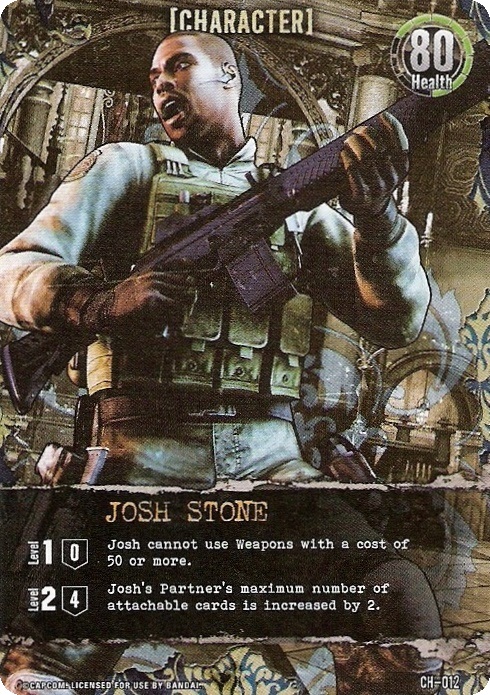 [CHARACTER]
80
Health
JOSH STONE
Level 1 0
Josh cannot use Weapons with a cost of
50 or more.
Level 2 4
Josh's Partner's maximum number of
attachable cards is increased by 2.
©CAPCOM. LICENSED FOR USE BY BANDAI.
CH-012